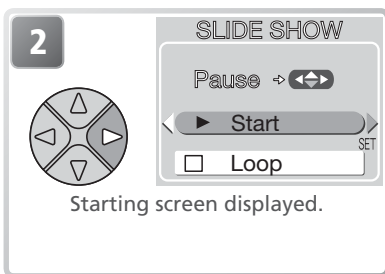 2
SLIDE SHOW
Pause
Start
SET
Loop
Starting screen displayed.